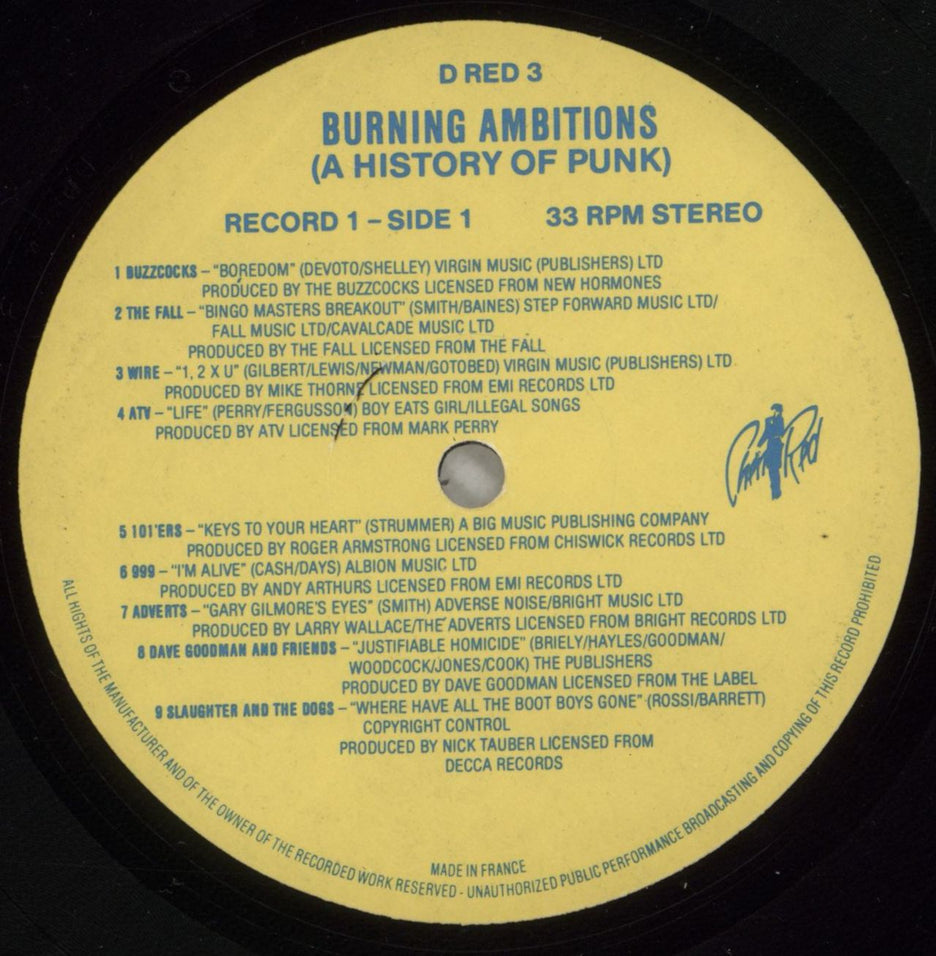 D RED 3
BURNING AMBITIONS
(A HISTORY OF PUNK)
RECORD 1 – SIDE 1 33 RPM STEREO
1 BUZZCOCKS – "BOREDOM" (DEVOTO/SHELLEY) VIRGIN MUSIC (PUBLISHERS) LTD
PRODUCED BY THE BUZZCOCKS LICENSED FROM NEW HORMONES
2 THE FALL – "BINGO MASTERS BREAKOUT" (SMITH/BAINES) STEP FORWARD MUSIC LTD/
FALL MUSIC LTD/CAVALCADE MUSIC LTD
PRODUCED BY THE FALL LICENSED FROM THE FALL
3 WIRE – "1, 2 X U" (GILBERT/LEWIS/NEWMAN/GOTOBED) VIRGIN MUSIC (PUBLISHERS) LTD
PRODUCED BY MIKE THORNE LICENSED FROM EMI RECORDS LTD
4 ATV – "LIFE" (PERRY/FERGUSSON) BOY EATS GIRL/ILLEGAL SONGS
PRODUCED BY ATV LICENSED FROM MARK PERRY
Cherry Red
5 101'ERS – "KEYS TO YOUR HEART" (STRUMMER) A BIG MUSIC PUBLISHING COMPANY
PRODUCED BY ROGER ARMSTRONG LICENSED FROM CHISWICK RECORDS LTD
6 999 – "I'M ALIVE" (CASH/DAYS) ALBION MUSIC LTD
PRODUCED BY ANDY ARTHURS LICENSED FROM EMI RECORDS LTD
7 ADVERTS – "GARY GILMORE'S EYES" (SMITH) ADVERSE NOISE/BRIGHT MUSIC LTD
PRODUCED BY LARRY WALLACE/THE ADVERTS LICENSED FROM BRIGHT RECORDS LTD
8 DAVE GOODMAN AND FRIENDS – "JUSTIFIABLE HOMICIDE" (BRIELY/HAYLES/GOODMAN/
WOODCOCK/JONES/COOK) THE PUBLISHERS
PRODUCED BY DAVE GOODMAN LICENSED FROM THE LABEL
9 SLAUGHTER AND THE DOGS – "WHERE HAVE ALL THE BOOT BOYS GONE" (ROSSI/BARRETT)
COPYRIGHT CONTROL
PRODUCED BY NICK TAUBER LICENSED FROM
DECCA RECORDS
MADE IN FRANCE
ALL RIGHTS OF THE MANUFACTURER AND OF THE OWNER OF THE RECORDED WORK RESERVED - UNAUTHORIZED PUBLIC PERFORMANCE BROADCASTING AND COPYING OF THIS RECORD PROHIBITED